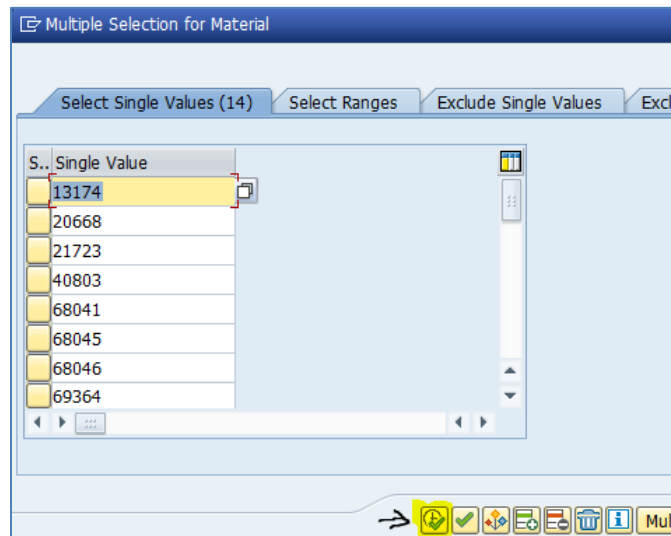 Multiple Selection for Material
Select Single Values (14) Select Ranges Exclude Single Values Excl
S.. Single Value
13174
20668
21723
40803
68041
68045
68046
69364
Mul